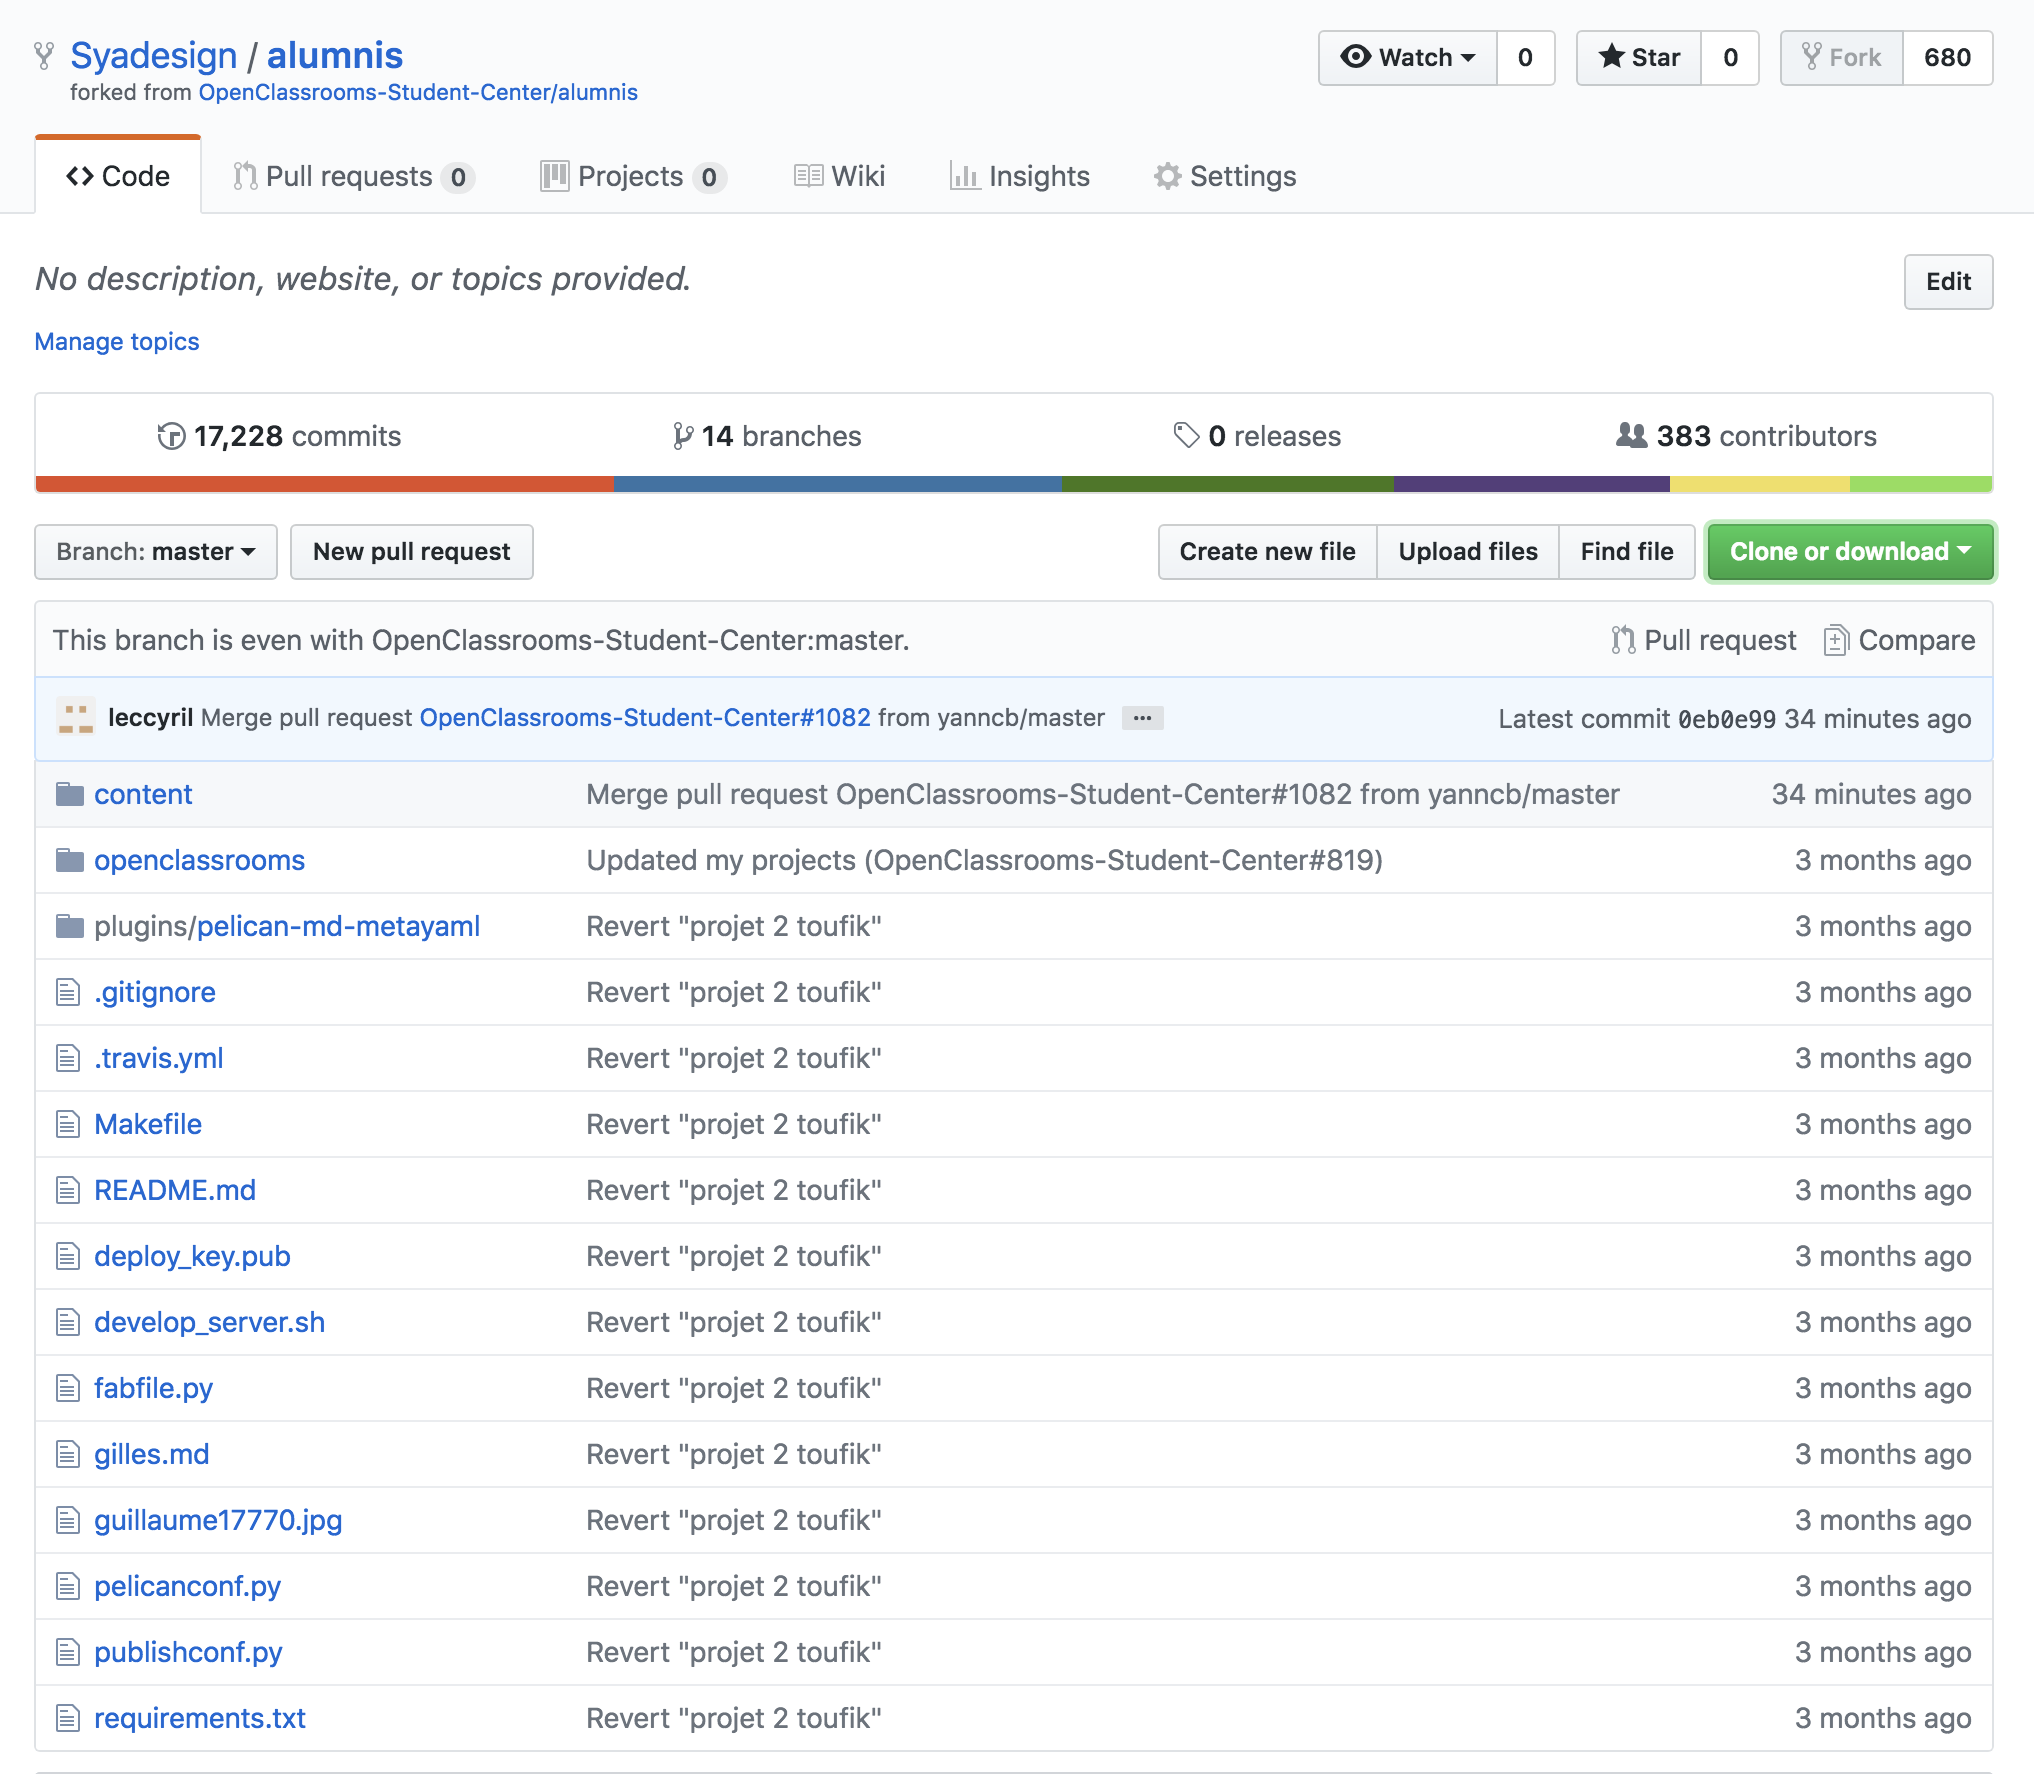 Syadesign / alumnis
forked from OpenClassrooms-Student-Center/alumnis
Watch 0 Star 0 Fork 680
Code Pull requests 0 Projects 0 Wiki Insights Settings
No description, website, or topics provided.
Edit
Manage topics
17,228 commits 14 branches 0 releases 383 contributors
Branch: master New pull request Create new file Upload files Find file Clone or download
This branch is even with OpenClassrooms-Student-Center:master. Pull request Compare
leccyril Merge pull request OpenClassrooms-Student-Center#1082 from yanncb/master ... Latest commit 0eb0e99 34 minutes ago
content Merge pull request OpenClassrooms-Student-Center#1082 from yanncb/master 34 minutes ago
openclassrooms Updated my projects (OpenClassrooms-Student-Center#819) 3 months ago
plugins/pelican-md-metayaml Revert "projet 2 toufik" 3 months ago
.gitignore Revert "projet 2 toufik" 3 months ago
.travis.yml Revert "projet 2 toufik" 3 months ago
Makefile Revert "projet 2 toufik" 3 months ago
README.md Revert "projet 2 toufik" 3 months ago
deploy_key.pub Revert "projet 2 toufik" 3 months ago
develop_server.sh Revert "projet 2 toufik" 3 months ago
fabfile.py Revert "projet 2 toufik" 3 months ago
gilles.md Revert "projet 2 toufik" 3 months ago
guillaume17770.jpg Revert "projet 2 toufik" 3 months ago
pelicanconf.py Revert "projet 2 toufik" 3 months ago
publishconf.py Revert "projet 2 toufik" 3 months ago
requirements.txt Revert "projet 2 toufik" 3 months ago